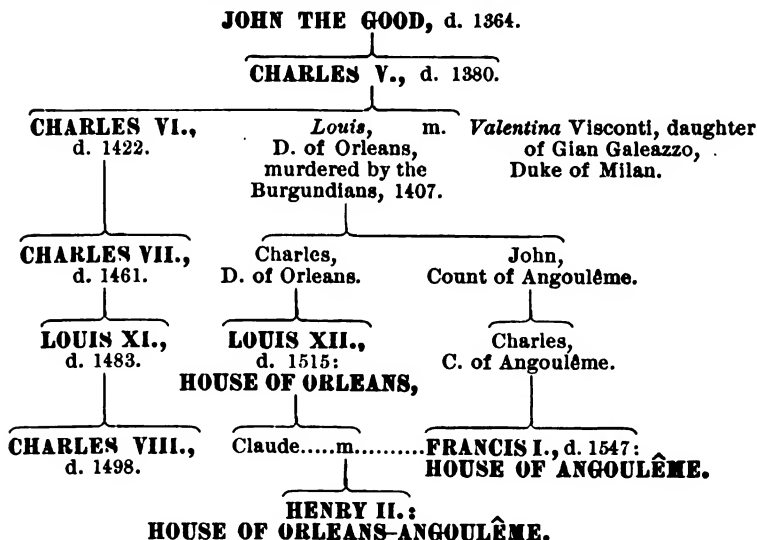 JOHN THE GOOD, d. 1364.
CHARLES V., d. 1380.
CHARLES VI.,
d. 1422.
Louis, m. Valentina Visconti, daughter
D. of Orleans,
murdered by the
Burgundians, 1407.
of Gian Galeazzo,
Duke of Milan.
CHARLES VII.,
d. 1461.
Charles,
D. of Orleans.
John,
Count of Angoulême.
LOUIS XI.,
d. 1483.
LOUIS XII.,
d. 1515:
HOUSE OF ORLEANS,
Charles,
C. of Angoulême.
CHARLES VIII.,
d. 1498.
Claude.....m..........FRANCIS I., d. 1547:
HOUSE OF ANGOULÊME.
HENRY II.:
HOUSE OF ORLEANS-ANGOULÊME.